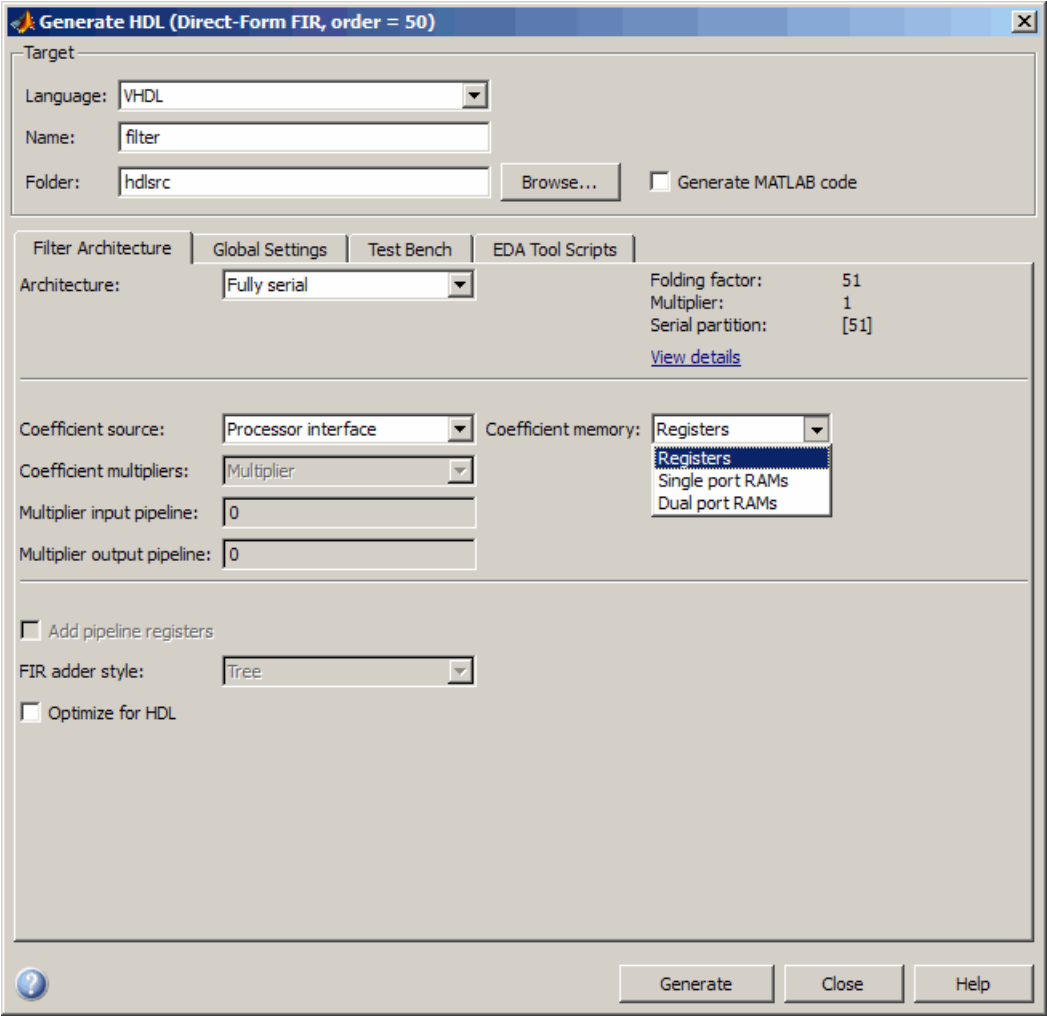 Generate HDL (Direct-Form FIR, order = 50)
Target
Language: VHDL
Name: filter
Folder: hdlsrc Browse... Generate MATLAB code
Filter Architecture Global Settings Test Bench EDA Tool Scripts
Architecture: Fully serial Folding factor: 51
Multiplier: 1
Serial partition: [51]
View details
Coefficient source: Processor interface Coefficient memory: Registers
Registers
Coefficient multipliers: Multiplier Single port RAMs
Dual port RAMs
Multiplier input pipeline: 0
Multiplier output pipeline: 0
Add pipeline registers
FIR adder style: Tree
Optimize for HDL
? Generate Close Help